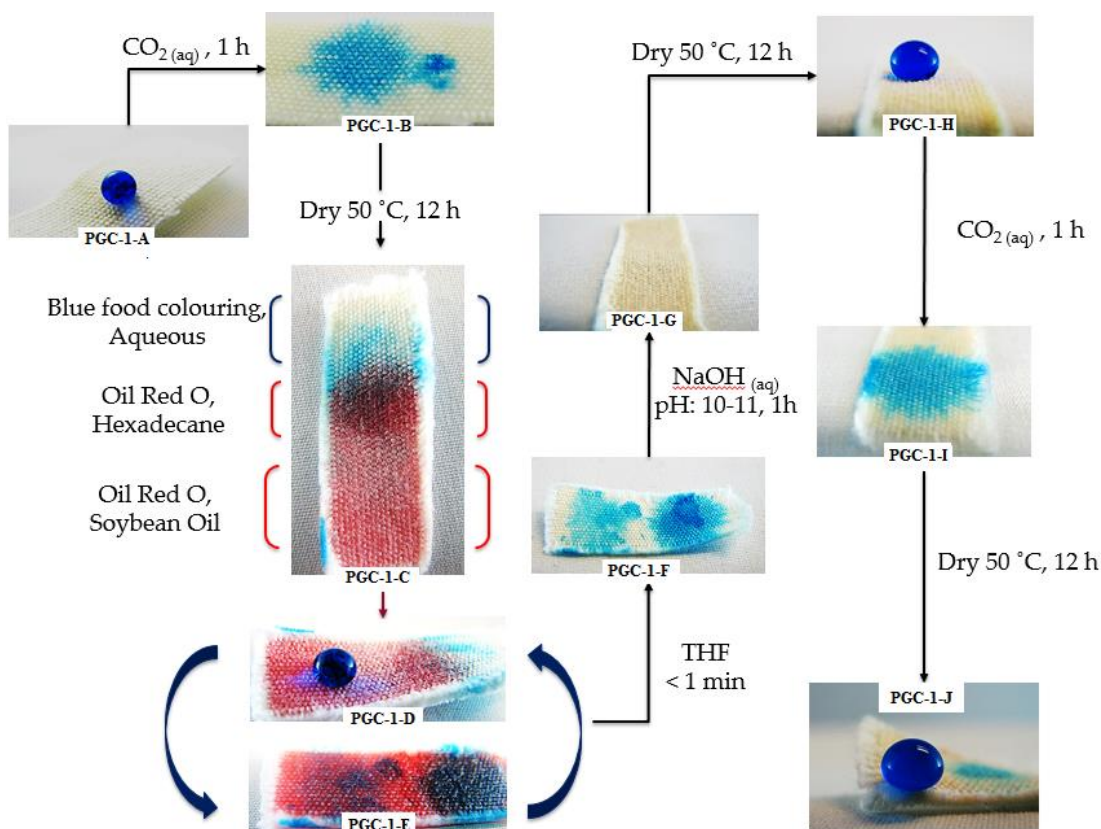 CO2 (aq) , 1 h
PGC-1-B
PGC-1-A
Dry 50 ˚C, 12 h
Blue food colouring,
Aqueous
Oil Red O,
Hexadecane
Oil Red O,
Soybean Oil
PGC-1-C
PGC-1-D
PGC-1-E
THF
< 1 min
PGC-1-F
NaOH (aq)
pH: 10-11, 1h
PGC-1-G
Dry 50 ˚C, 12 h
PGC-1-H
CO2 (aq) , 1 h
PGC-1-I
Dry 50 ˚C, 12 h
PGC-1-J